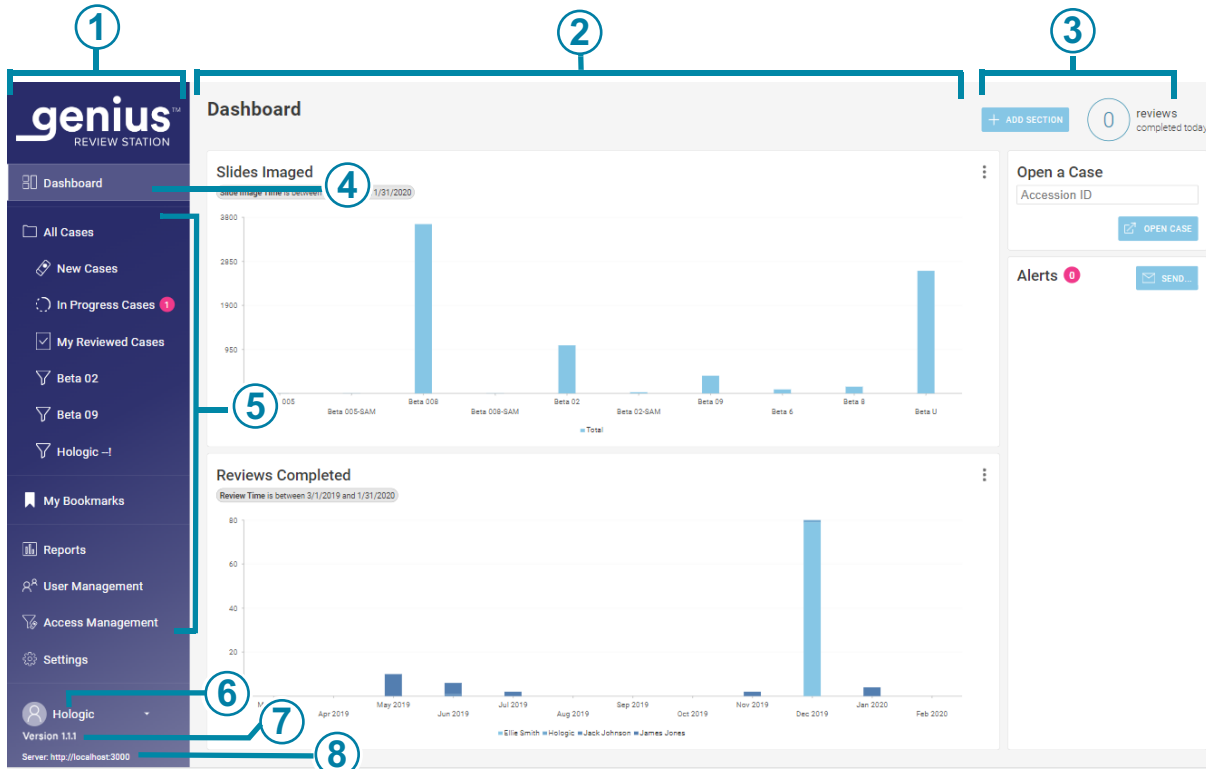 1
2
3
genius™
REVIEW STATION
Dashboard
ADD SECTION
0
reviews
completed today
Dashboard
4
All Cases
New Cases
In Progress Cases 1
My Reviewed Cases
Beta 02
Beta 09
Hologic –!
5
My Bookmarks
Reports
User Management
Access Management
Settings
Hologic
6
Version 1.1.1
7
Server: http://localhost:3000
8
Slides Imaged
Slide Image Time is between 1/31/2020
3800
2850
1900
950
005
Beta 005-SAM
Beta 008
Beta 008-SAM
Beta 02
Beta 02-SAM
Beta 09
Beta 6
Beta 8
Beta U
Total
Reviews Completed
Review Time is between 3/1/2019 and 1/31/2020
80
60
40
20
Apr 2019
May 2019
Jun 2019
Jul 2019
Aug 2019
Sep 2019
Oct 2019
Nov 2019
Dec 2019
Jan 2020
Feb 2020
Ellie Smith Hologic Jack Johnson James Jones
Open a Case
Accession ID
OPEN CASE
Alerts 0
SEND...